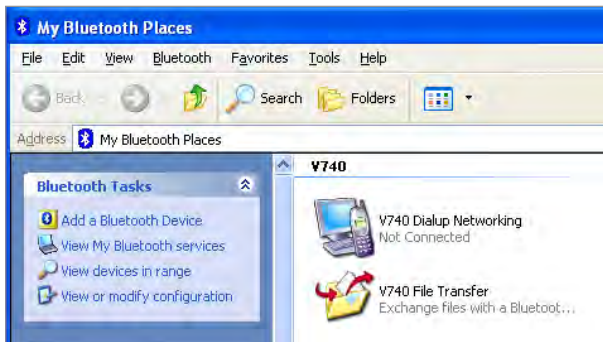 My Bluetooth Places
File Edit View Bluetooth Favorites Tools Help
Back Search Folders
Address My Bluetooth Places
Bluetooth Tasks
Add a Bluetooth Device
View My Bluetooth services
View devices in range
View or modify configuration
V740
V740 Dialup Networking
Not Connected
V740 File Transfer
Exchange files with a Bluetoot...